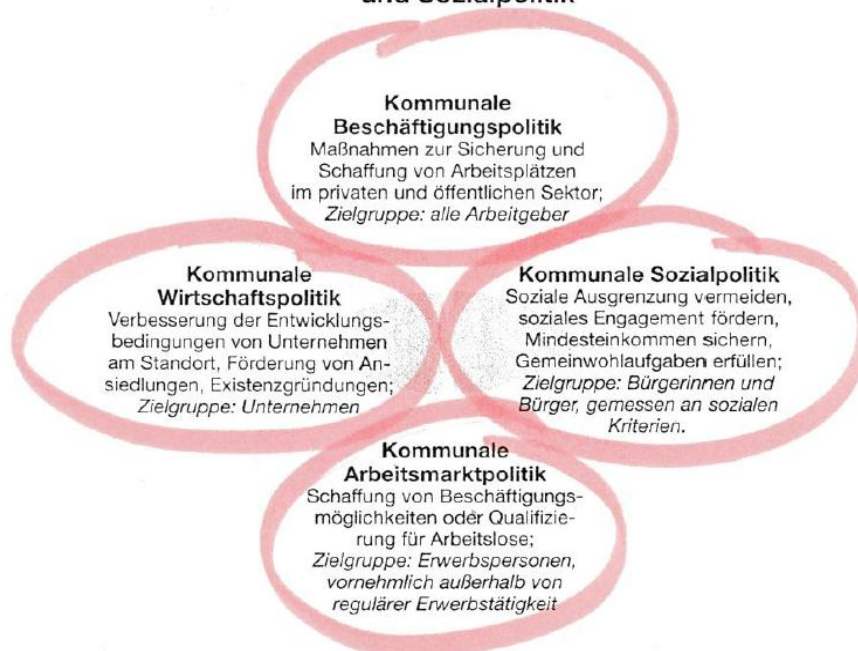 und Sozialpolitik
Kommunale
Beschäftigungspolitik
Maßnahmen zur Sicherung und
Schaffung von Arbeitsplätzen
im privaten und öffentlichen Sektor;
Zielgruppe: alle Arbeitgeber
Kommunale
Wirtschaftspolitik
Verbesserung der Entwicklungs-
bedingungen von Unternehmen
am Standort, Förderung von An-
siedlungen, Existenzgründungen;
Zielgruppe: Unternehmen
Kommunale Sozialpolitik
Soziale Ausgrenzung vermeiden,
soziales Engagement fördern,
Mindesteinkommen sichern,
Gemeinwohlaufgaben erfüllen;
Zielgruppe: Bürgerinnen und
Bürger, gemessen an sozialen
Kriterien.
Kommunale
Arbeitsmarktpolitik
Schaffung von Beschäftigungs-
möglichkeiten oder Qualifizie-
rung für Arbeitslose;
Zielgruppe: Erwerbspersonen,
vornehmlich außerhalb von
regulärer Erwerbstätigkeit